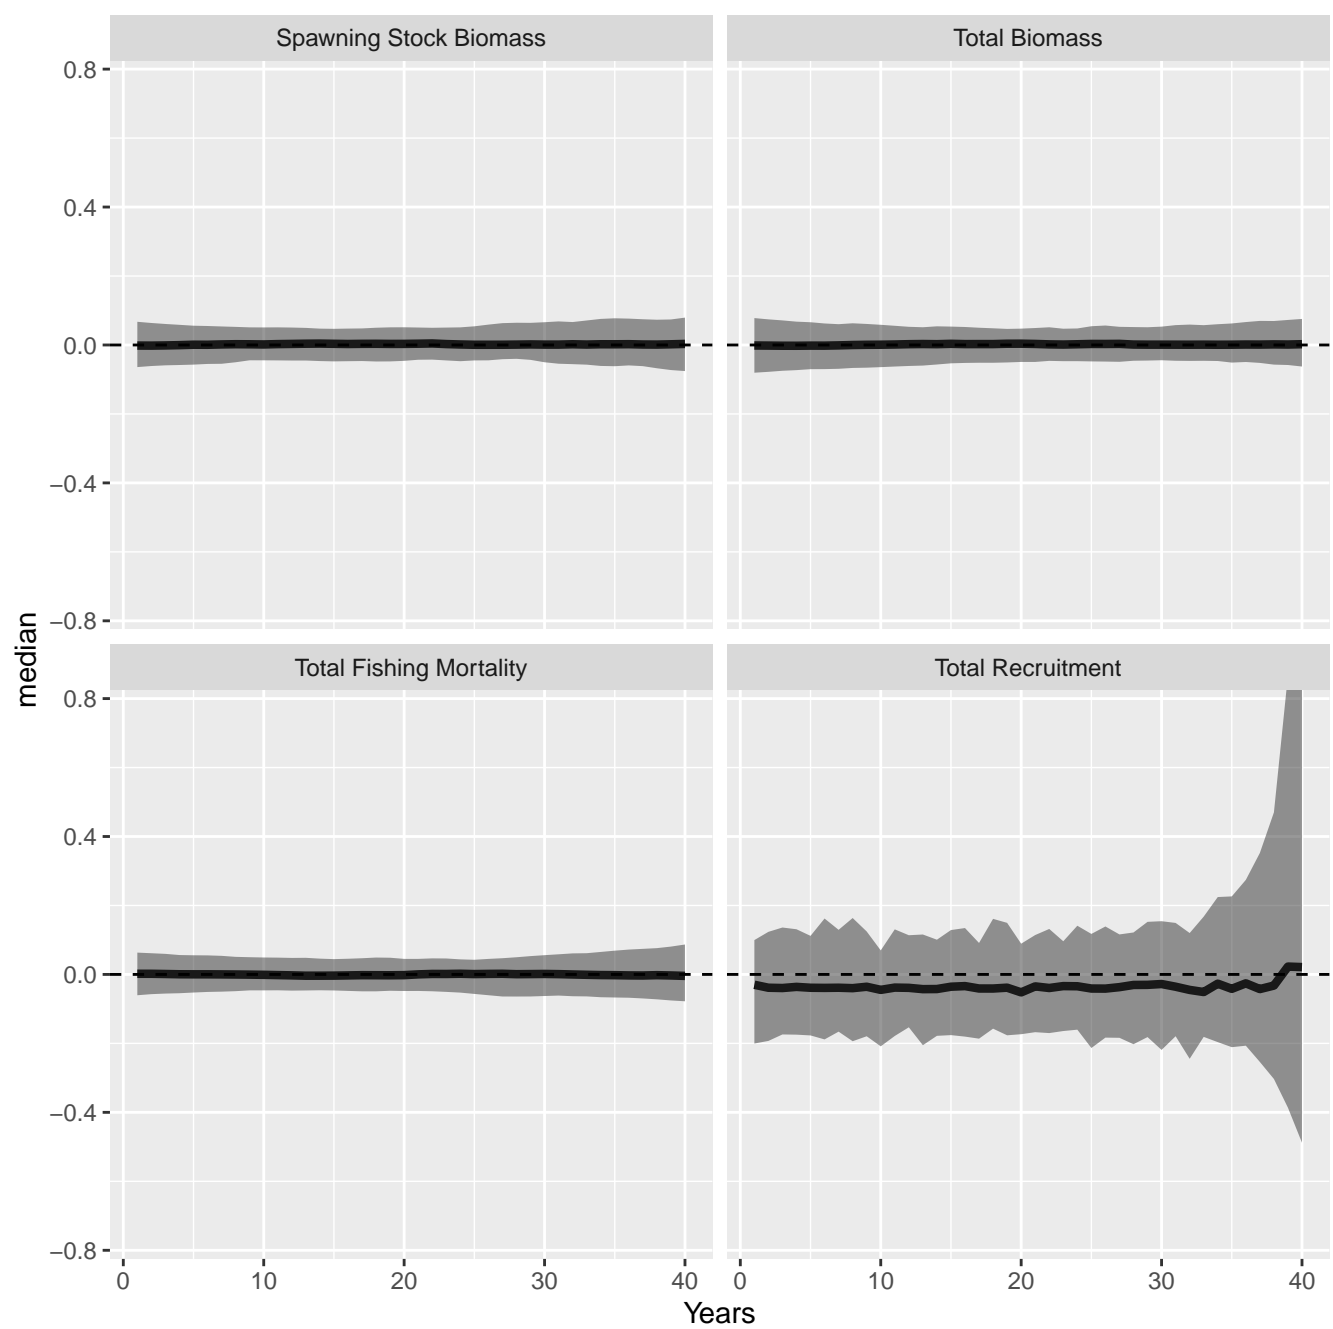 Spawning Stock Biomass
Total Biomass
0.8
0.4
0.0
−0.4
−0.8
median
Total Fishing Mortality
Total Recruitment
0.8
0.4
0.0
−0.4
−0.8
0 10 20 30 40
0 10 20 30 40
Years